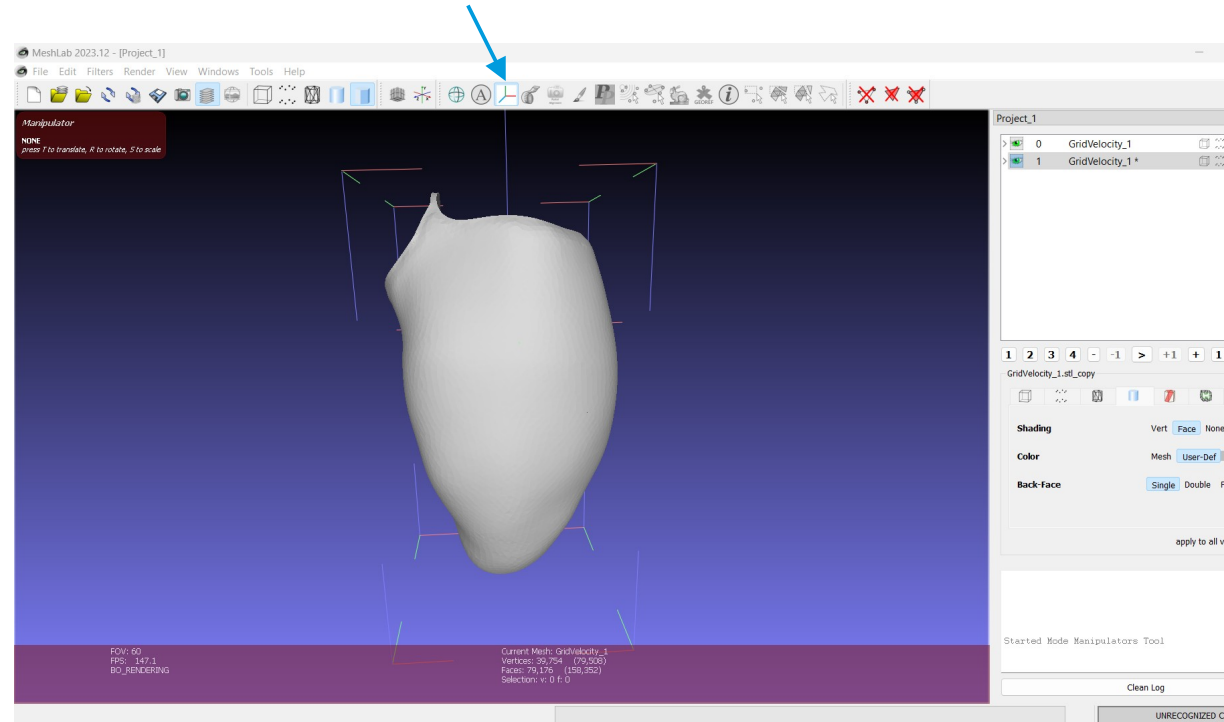 MeshLab 2023.12 - [Project_1]
File Edit Filters Render View Windows Tools Help
A
GEOREF
i
Manipulator
NONE
press T to translate, R to rotate, S to scale
Project_1
0 GridVelocity_1
1 GridVelocity_1 *
1 2 3 4 - -1 > +1 + 1
GridVelocity_1.stl_copy
Shading Vert Face None
Color Mesh User-Def
Back-Face Single Double F
apply to all v
Started Mode Manipulators Tool
FOV: 60
FPS: 147.1
BO_RENDERING
Current Mesh: GridVelocity_1
Vertices: 39,754 (79,508)
Faces: 79,176 (158,352)
Selection: v: 0 f: 0
Clean Log
UNRECOGNIZED C